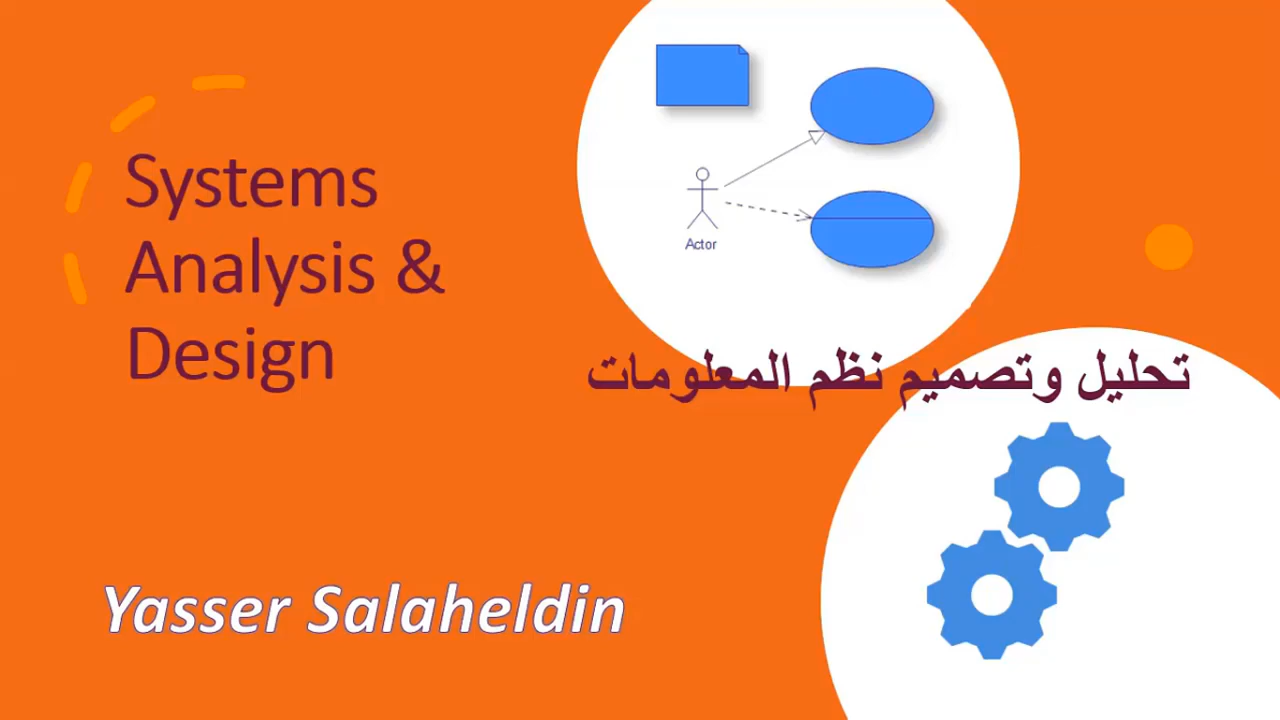 Systems
Analysis &
Design
Actor
تحليل وتصميم نظم المعلومات
Yasser Salaheldin